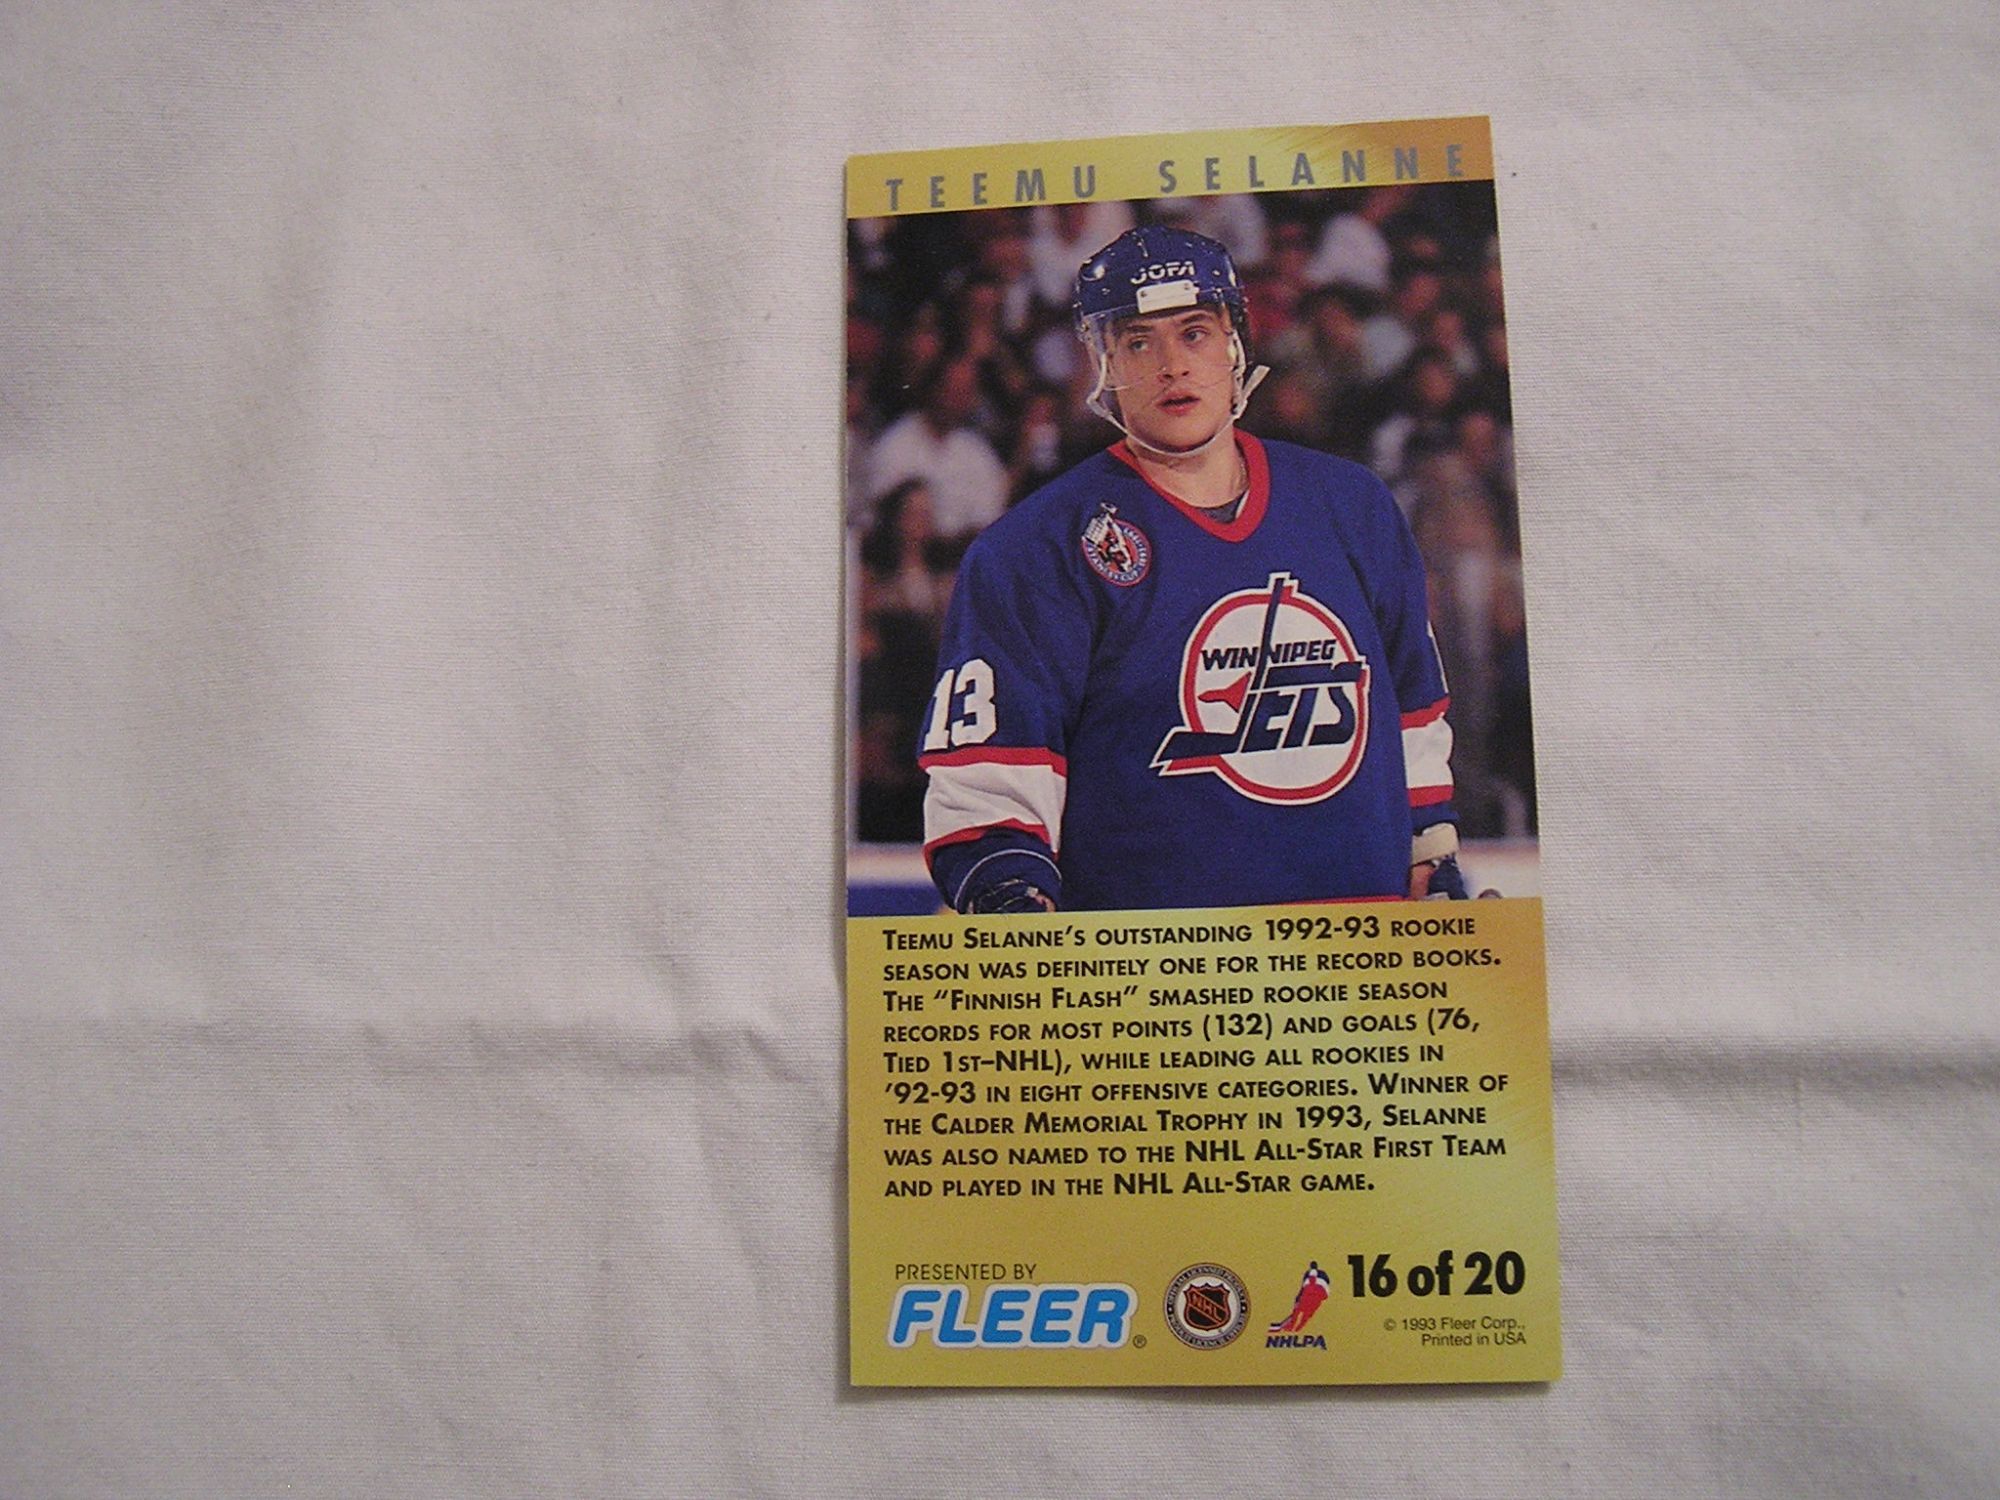 TEEMU SELANNE
JOFA
WINNIPEG
JETS
13
TEEMU SELANNE'S OUTSTANDING 1992-93 ROOKIE
SEASON WAS DEFINITELY ONE FOR THE RECORD BOOKS.
THE "FINNISH FLASH" SMASHED ROOKIE SEASON
RECORDS FOR MOST POINTS (132) AND GOALS (76,
TIED 1ST–NHL), WHILE LEADING ALL ROOKIES IN
'92-93 IN EIGHT OFFENSIVE CATEGORIES. WINNER OF
THE CALDER MEMORIAL TROPHY IN 1993, SELANNE
WAS ALSO NAMED TO THE NHL ALL-STAR FIRST TEAM
AND PLAYED IN THE NHL ALL-STAR GAME.
PRESENTED BY
FLEER®
NHL
NHLPA
16 of 20
© 1993 Fleer Corp.,
Printed in USA